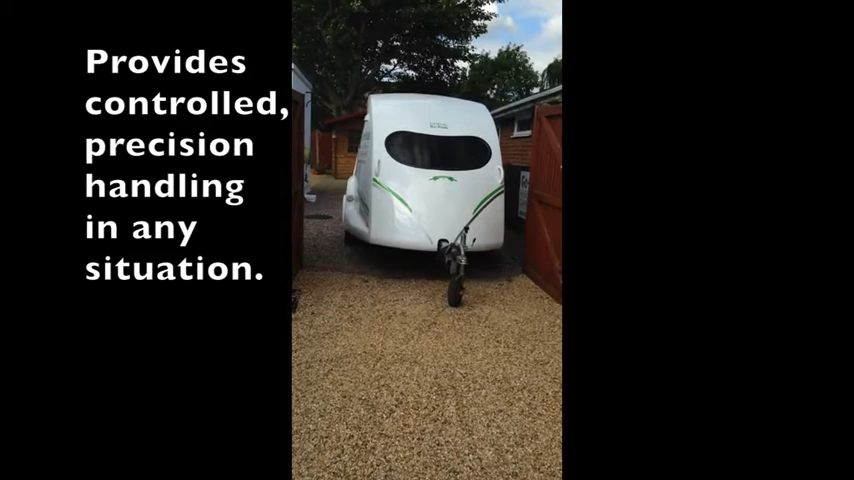 Provides
controlled,
precision
handling
in any
situation.